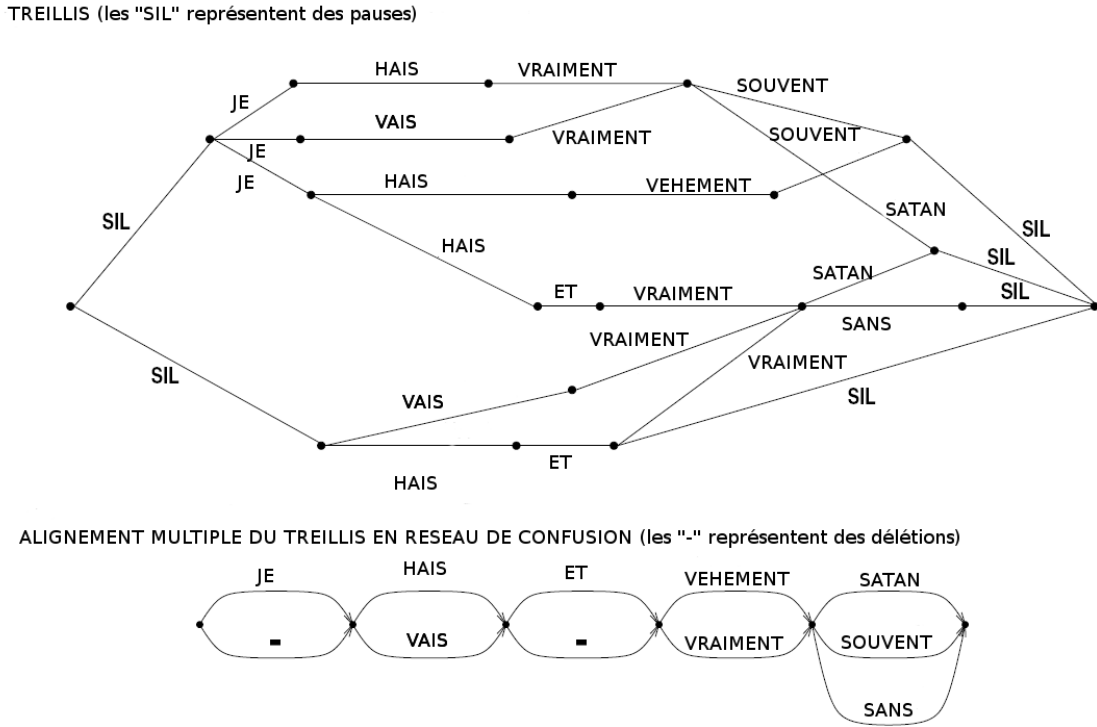 TREILLIS (les "SIL" représentent des pauses)
HAIS
VRAIMENT
SOUVENT
JE
VAIS
VRAIMENT
SOUVENT
JE
JE
HAIS
VEHEMENT
SATAN
SIL
SIL
HAIS
SIL
SATAN
ET
VRAIMENT
SIL
SANS
VRAIMENT
VRAIMENT
SIL
SIL
VAIS
ET
HAIS
ALIGNEMENT MULTIPLE DU TREILLIS EN RESEAU DE CONFUSION (les "-" représentent des délétions)
JE
HAIS
ET
VEHEMENT
SATAN
-
VAIS
-
VRAIMENT
SOUVENT
SANS